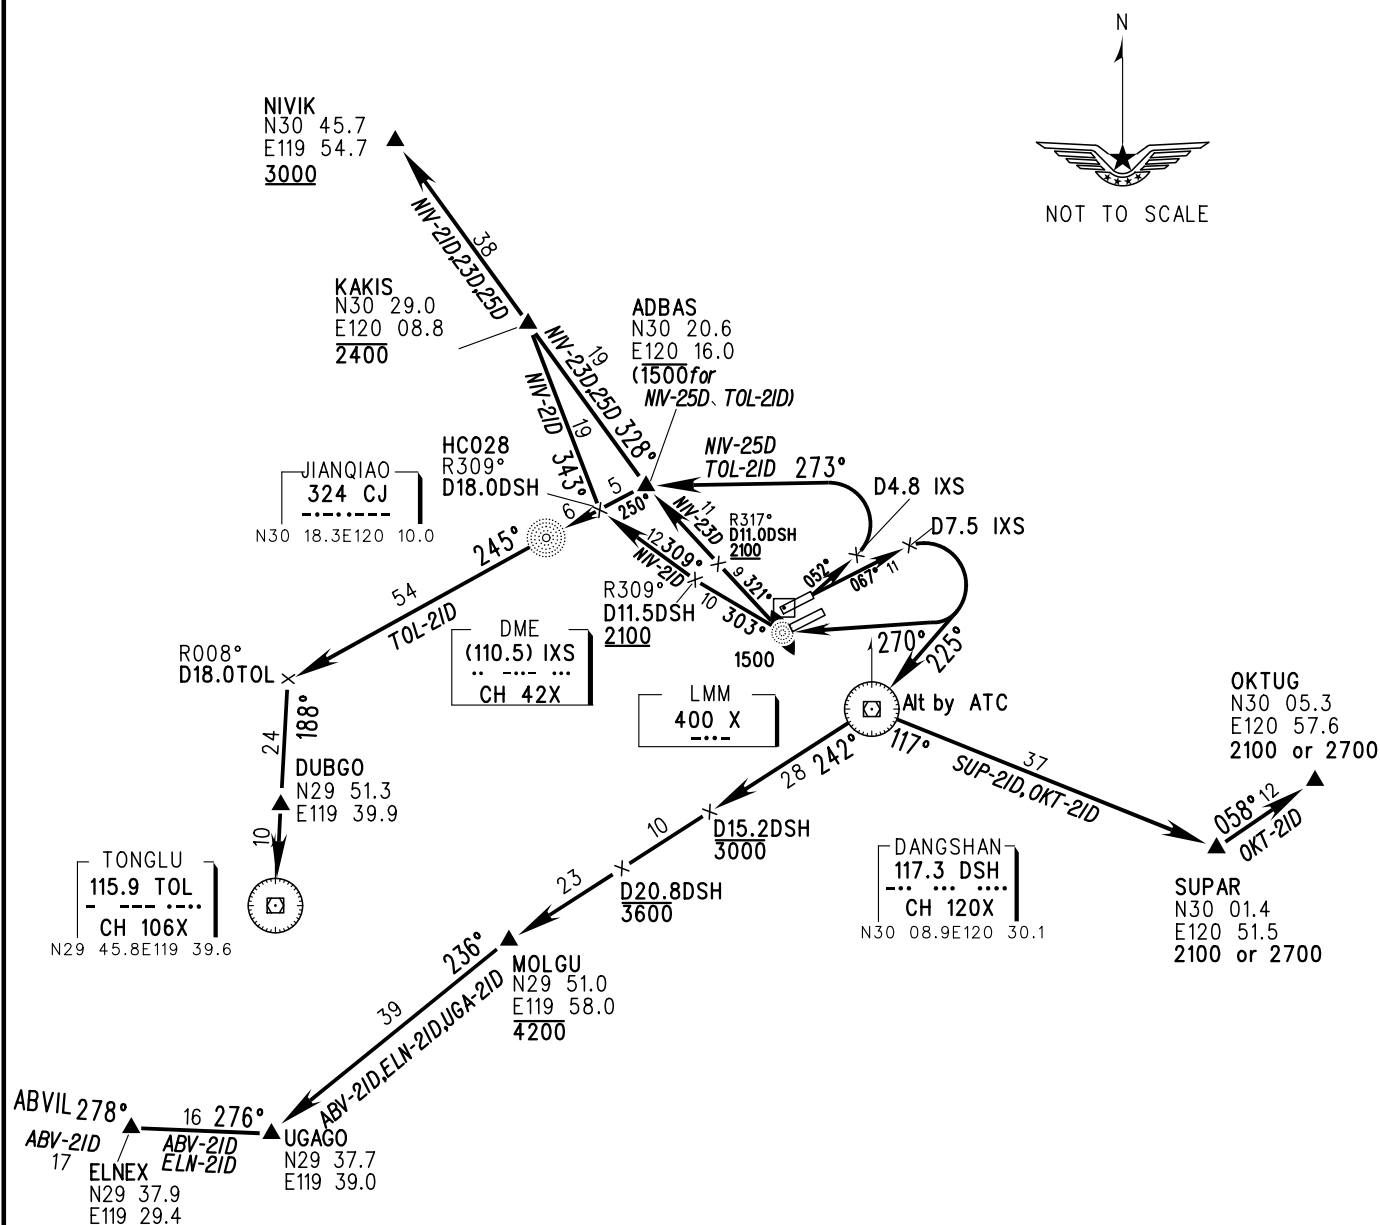 N
NOT TO SCALE
NIVIK
N30 45.7
E119 54.7
3000
38
NIV-21D,23D,25D
KAKIS
N30 29.0
E120 08.8
2400
ADBAS
N30 20.6
E120 16.0
(1500for
NIV-25D、TOL-21D)
19
NIV-23D,25D
328°
NIV-21D
19
343°
HC028
R309°
D18.0DSH
NIV-25D
TOL-21D
273°
D4.8 IXS
D7.5 IXS
JIANQIAO
324 CJ
N30 18.3E120 10.0
5
250°
6
11
NIV-23D
R317°
D11.0DSH
2100
12
309°
NIV-21D
9
321°
052°
067°
11
245°
54
TOL-21D
R309°
D11.5DSH
2100
10
303°
1500
270°
225°
DME
(110.5) IXS
CH 42X
LMM
400 X
R008°
D18.0TOL
24
188°
DUBGO
N29 51.3
E119 39.9
10
TONGLU
115.9 TOL
CH 106X
N29 45.8E119 39.6
Alt by ATC
117°
242°
28
37
SUP-21D,OKT-21D
OKTUG
N30 05.3
E120 57.6
2100 or 2700
058°
12
OKT-21D
SUPAR
N30 01.4
E120 51.5
2100 or 2700
DANGSHAN
117.3 DSH
CH 120X
N30 08.9E120 30.1
D15.2DSH
3000
10
D20.8DSH
3600
23
MOLGU
N29 51.0
E119 58.0
4200
236°
39
ABV-21D,ELN-21D,UGA-21D
ABVIL
278°
ABV-21D
17
16
276°
ABV-21D
ELN-21D
UGAGO
N29 37.7
E119 39.0
ELNEX
N29 37.9
E119 29.4